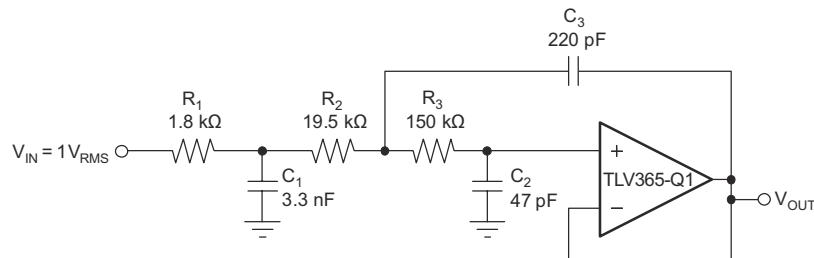 C3
220 pF
R1
1.8 kΩ
R2
19.5 kΩ
R3
150 kΩ
VIN = 1VRMS
C1
3.3 nF
C2
47 pF
+
TLV365-Q1
−
VOUT